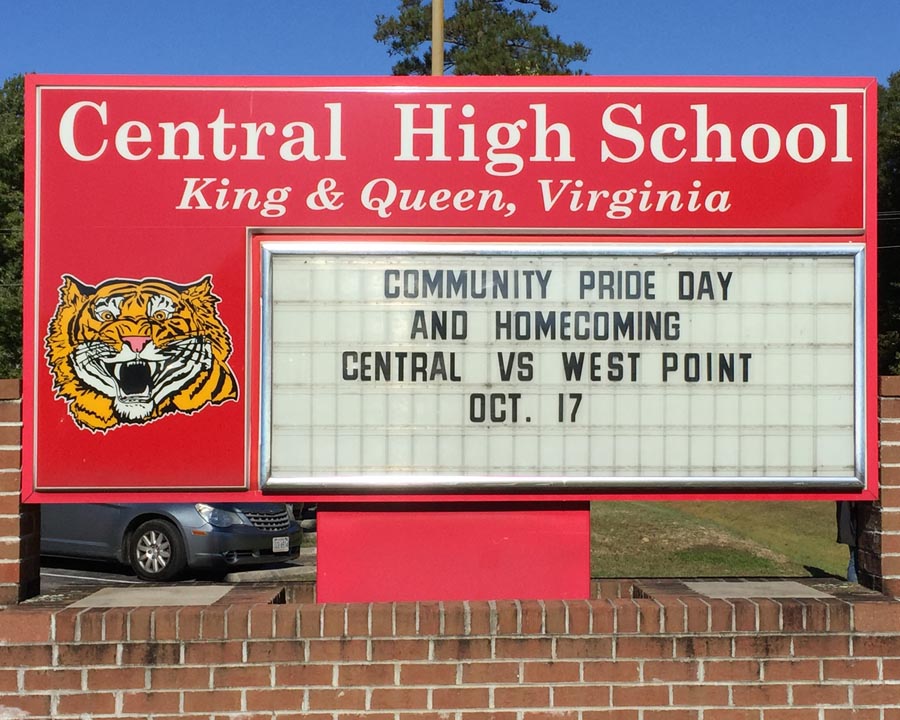 Central High School
King & Queen, Virginia
COMMUNITY PRIDE DAY
AND HOMECOMING
CENTRAL VS WEST POINT
OCT. 17